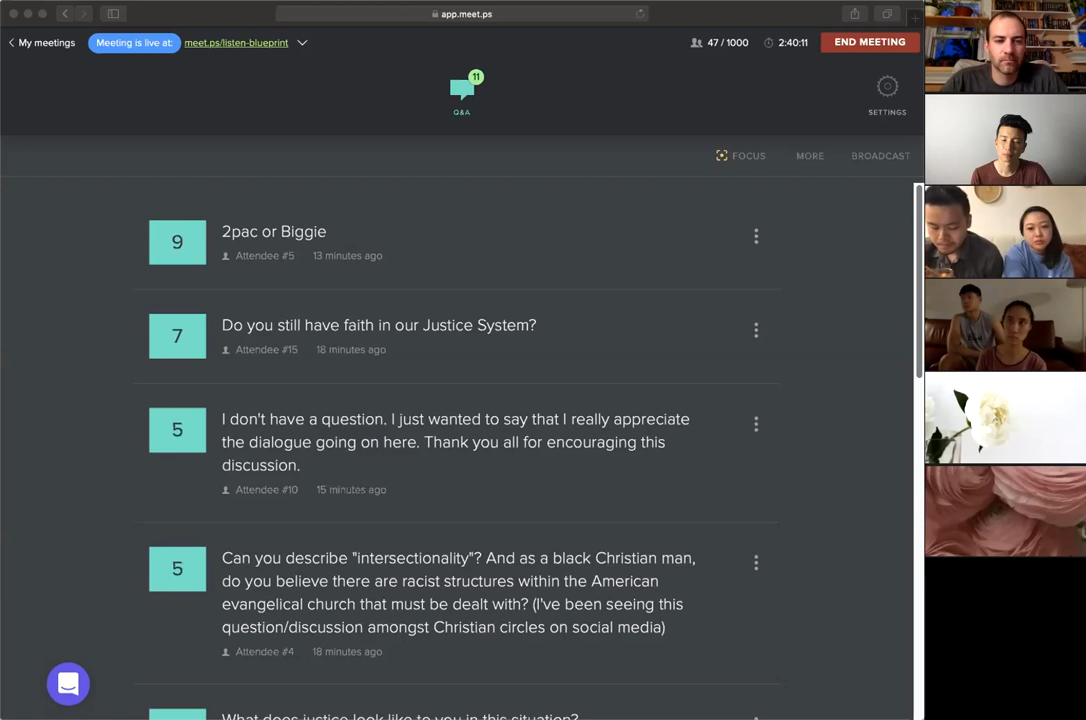 app.meet.ps
My meetings
Meeting is live at:
meet.ps/listen-blueprint
47 / 1000
2:40:11
END MEETING
11
Q&A
SETTINGS
FOCUS
MORE
BROADCAST
9
2pac or Biggie
Attendee #5 13 minutes ago
7
Do you still have faith in our Justice System?
Attendee #15 18 minutes ago
5
I don't have a question. I just wanted to say that I really appreciate
the dialogue going on here. Thank you all for encouraging this
discussion.
Attendee #10 15 minutes ago
5
Can you describe "intersectionality"? And as a black Christian man,
do you believe there are racist structures within the American
evangelical church that must be dealt with? (I've been seeing this
question/discussion amongst Christian circles on social media)
Attendee #4 18 minutes ago
What does justice look like to you in this situation?